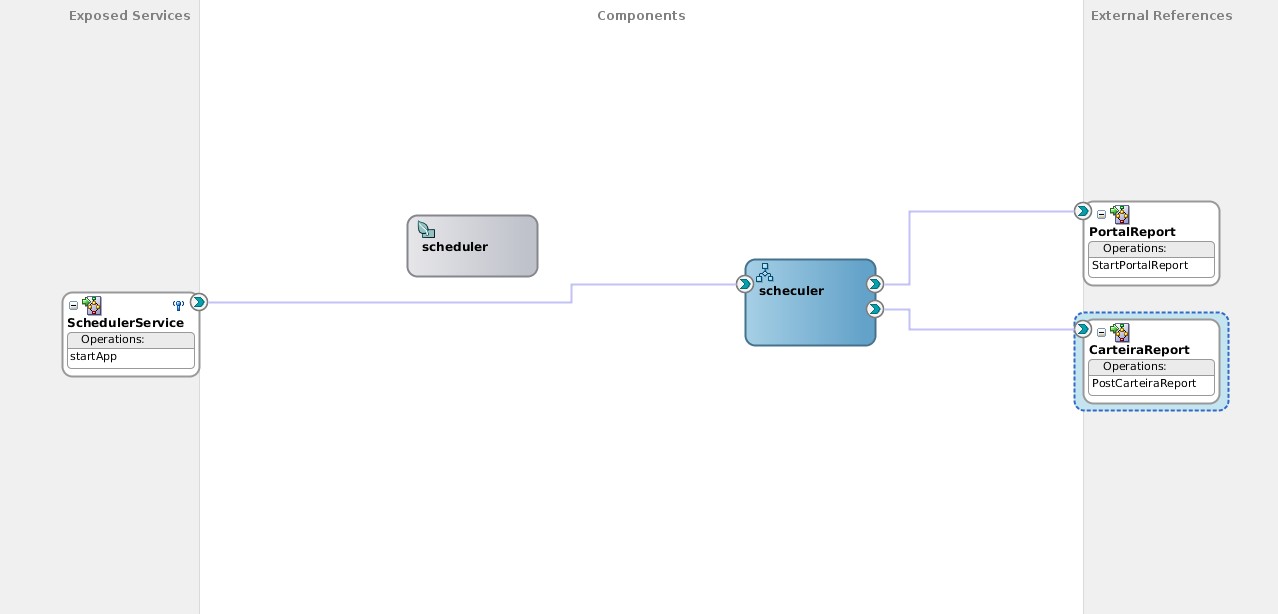 Exposed Services
Components
External References
scheduler
SchedulerService
Operations:
startApp
scheculer
PortalReport
Operations:
StartPortalReport
CarteiraReport
Operations:
PostCarteiraReport